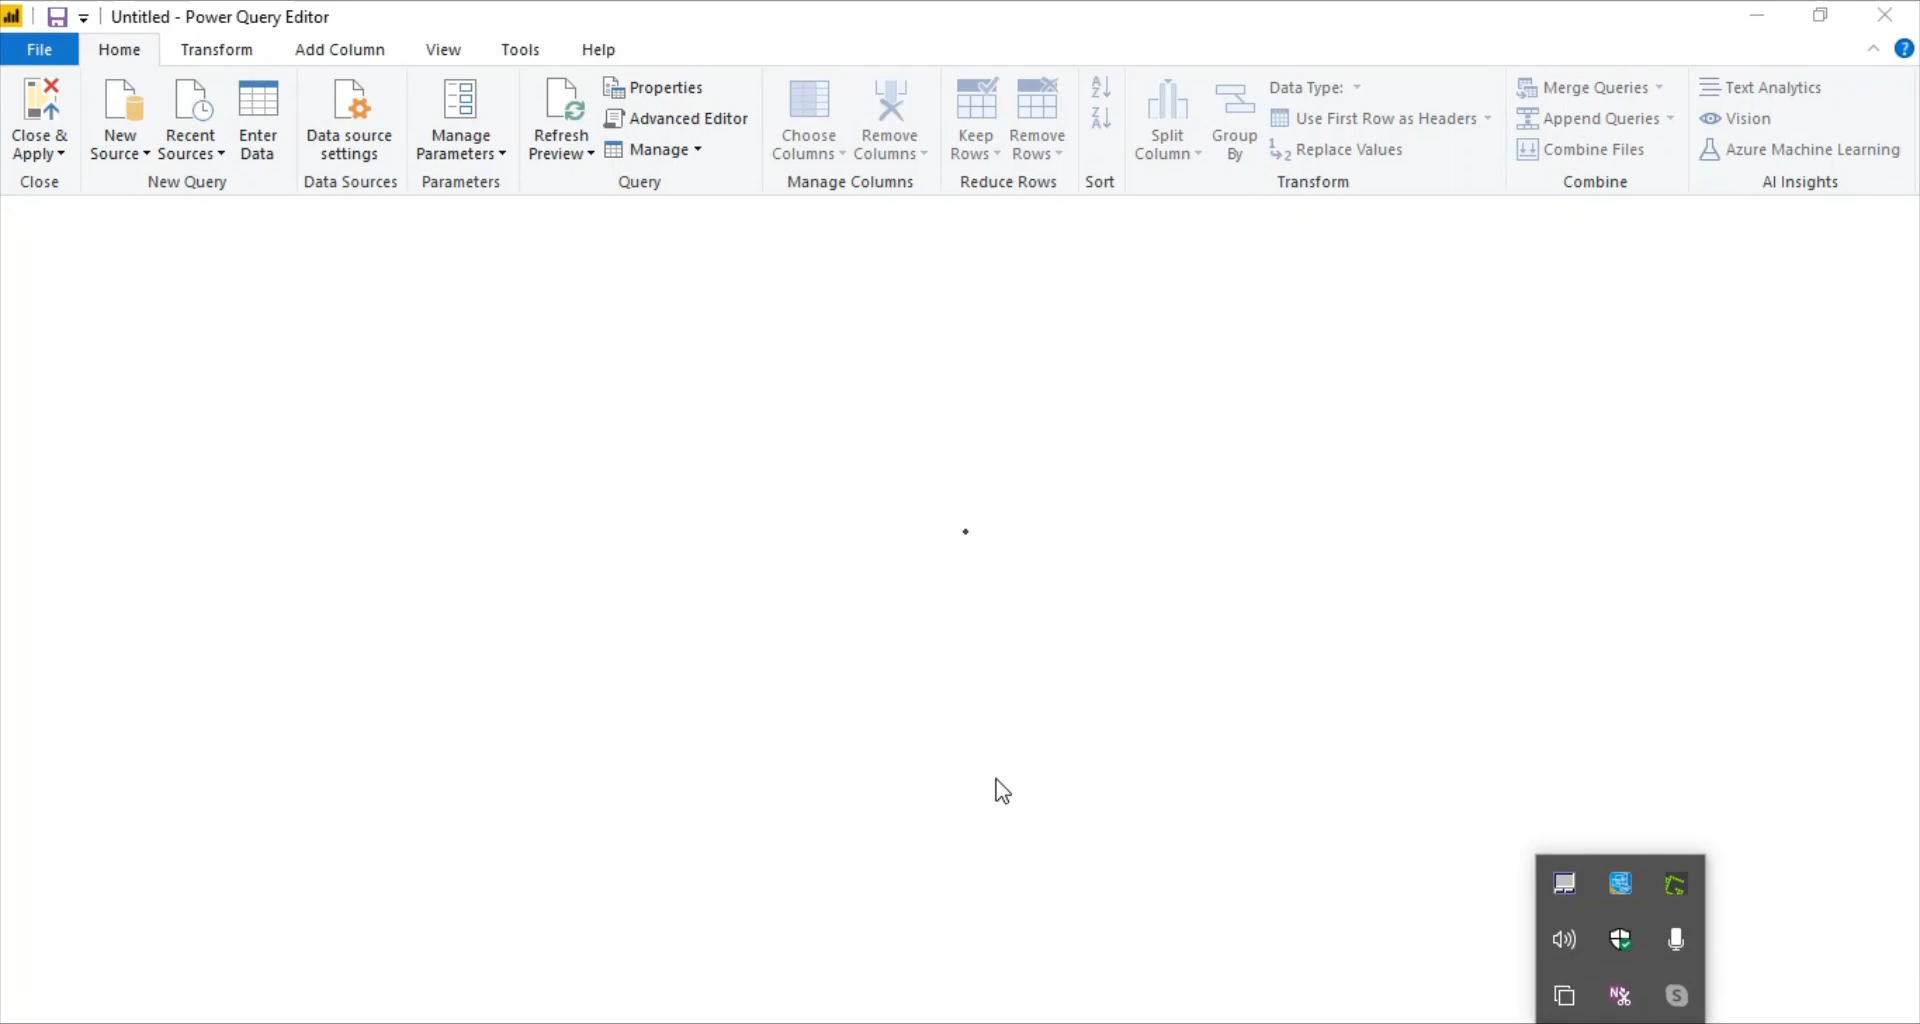 Untitled - Power Query Editor
File Home Transform Add Column View Tools Help
Close & Apply
New Source
Recent Sources
Enter Data
Data source settings
Manage Parameters
Refresh Preview
Properties
Advanced Editor
Manage
Choose Columns
Remove Columns
Keep Rows
Remove Rows
A Z
Z A
Split Column
Group By
Data Type:
Use First Row as Headers
1 2 Replace Values
Merge Queries
Append Queries
Combine Files
Text Analytics
Vision
Azure Machine Learning
Close New Query Data Sources Parameters Query Manage Columns Reduce Rows Sort Transform Combine AI Insights
?
N
S